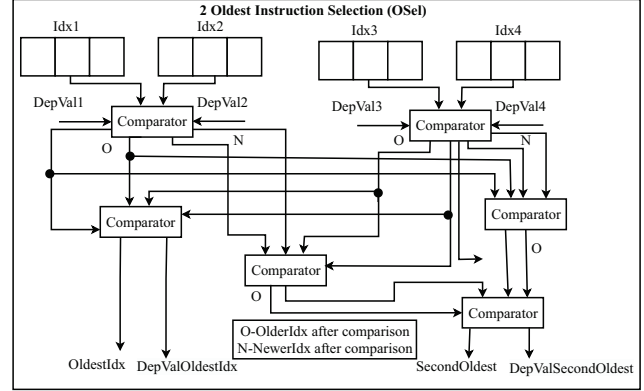 2 Oldest Instruction Selection (OSel)
Idx1
Idx2
Idx3
Idx4
DepVal1
DepVal2
DepVal3
DepVal4
Comparator
Comparator
O
N
O
N
Comparator
Comparator
O
Comparator
O
Comparator
O-OlderIdx after comparison
N-NewerIdx after comparison
OldestIdx
DepValOldestIdx
SecondOldest
DepValSecondOldest